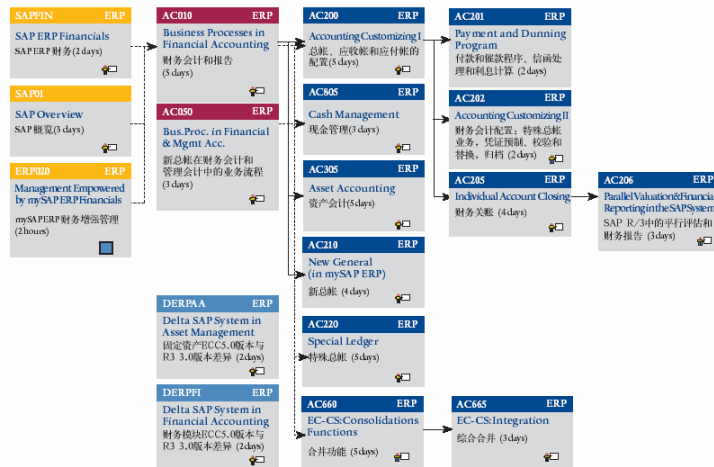 SAPFIN ERP
SAP ERP Financials
SAP ERP 财务(2 days)
SAP01 ERP
SAP Overview
SAP 概览(3 days)
ERP020 ERP
Management Empowered
by mySAP ERP Financials
mySAPERP财务增强管理
(2hours)
AC010 ERP
Business Processes in
Financial Accounting
财务会计和报告
(5 days)
AC050 ERP
Bus.Proc. in Financial
& Mgmt Acc.
新总帐在财务会计和
管理会计中的业务流程
(3 days)
DERPAA ERP
Delta SAP System in
Asset Management
固定资产ECC5.0版本与
R3 3.0版本差异 (2 days)
DERPFI ERP
Delta SAP System in
Financial Accounting
财务模块ECC5.0版本与
R3 3.0版本差异 (2 days)
AC200 ERP
Accounting Customizing I
总帐、应收帐和应付帐的
配置(5 days)
AC805 ERP
Cash Management
现金管理(3 days)
AC305 ERP
Asset Accounting
资产会计(5 days)
AC210 ERP
New General
(in mySAP ERP)
新总帐 (4 days)
AC220 ERP
Special Ledger
特殊总帐 (5 days)
AC660 ERP
EC-CS:Consolidations
Functions
合并功能 (5 days)
AC201 ERP
Payment and Dunning
Program
付款和催款程序、信函处
理和利息计算 (2 days)
AC202 ERP
Accounting Customizing II
财务会计配置：特殊总帐
业务，凭证预制、校验和
替换，归档 (2 days)
AC205 ERP
Individual Account Closing
财务关账 (4 days)
AC665 ERP
EC-CS:Integration
综合合并 (3 days)
AC206 ERP
Parallel Valuation&Financial
Reporting in the SAP System
SAP R/3中的平行评估和
财务报告 (3 days)